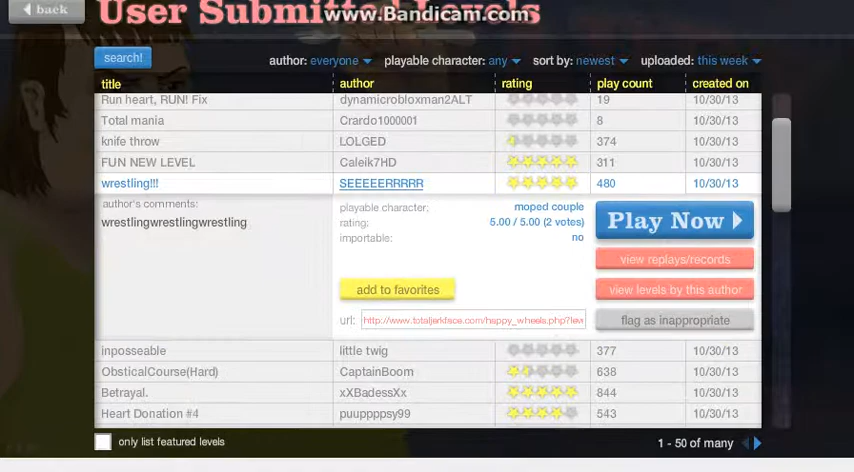 back
User Submitted Levels
www.Bandicam.com
search!
author: everyone playable character: any sort by: newest uploaded: this week
title author rating play count created on
Run heart, RUN! Fix dynamicrobloxman2ALT 19 10/30/13
Total mania Crardo1000001 8 10/30/13
knife throw LOLGED 374 10/30/13
FUN NEW LEVEL Caleik7HD 311 10/30/13
wrestling!!! SEEEEERRRRR 480 10/30/13
author's comments:
wrestlingwrestlingwrestling
playable character: moped couple
rating: 5.00 / 5.00 (2 votes)
importable: no
add to favorites
url: http://www.totaljerkface.com/happy_wheels.php?lev
Play Now
view replays/records
view levels by this author
flag as inappropriate
inposseable little twig 377 10/30/13
ObsticalCourse(Hard) CaptainBoom 638 10/30/13
Betrayal. xXBadessXx 844 10/30/13
Heart Donation #4 puuppppsy99 543 10/30/13
only list featured levels
1 - 50 of many